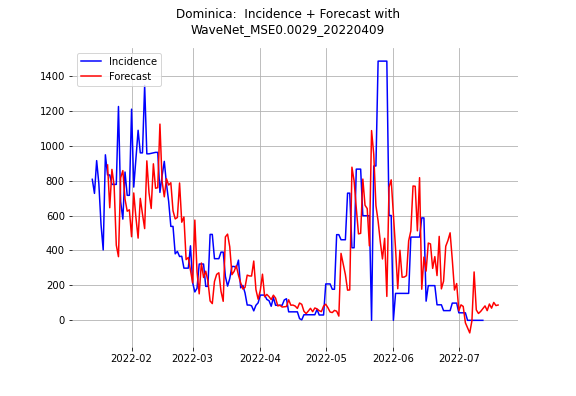 Dominica:  Incidence + Forecast with
WaveNet_MSE0.0029_20220409
Incidence
Forecast
1400
1200
1000
800
600
400
200
0
2022-02 2022-03 2022-04 2022-05 2022-06 2022-07